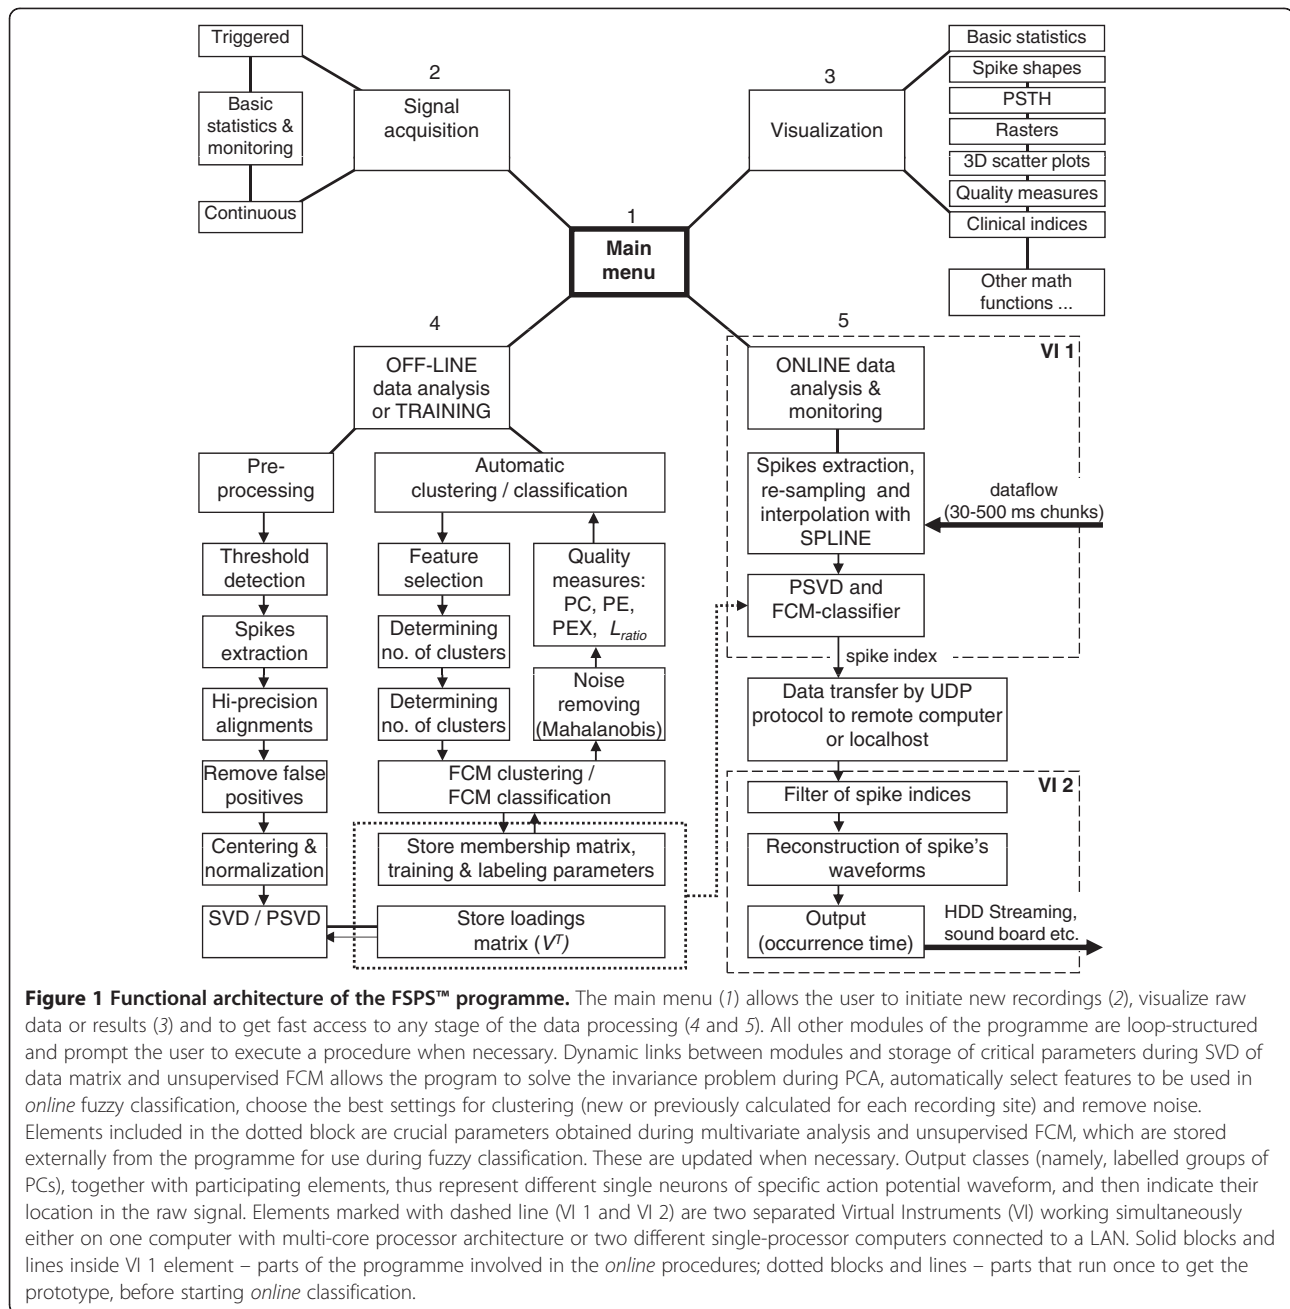 Triggered
2
Signal
acquisition
Basic
statistics &
monitoring
Continuous
3
Visualization
Basic statistics
Spike shapes
PSTH
Rasters
3D scatter plots
Quality measures
Clinical indices
Other math
functions ...
1
Main
menu
4
OFF-LINE
data analysis
or TRAINING
Pre-
processing
Threshold
detection
Spikes
extraction
Hi-precision
alignments
Remove false
positives
Centering &
normalization
SVD / PSVD
Automatic
clustering / classification
Feature
selection
Determining
no. of clusters
Determining
no. of clusters
FCM clustering /
FCM classification
Quality
measures:
PC, PE,
PEX, Lratio
Noise
removing
(Mahalanobis)
Store membership matrix,
training & labeling parameters
Store loadings
matrix (V^T)
5
VI 1
ONLINE data
analysis &
monitoring
Spikes extraction,
re-sampling and
interpolation with
SPLINE
dataflow
(30-500 ms chunks)
PSVD and
FCM-classifier
spike index
Data transfer by UDP
protocol to remote computer
or localhost
VI 2
Filter of spike indices
Reconstruction of spike's
waveforms
Output
(occurrence time)
HDD Streaming,
sound board etc.
Figure 1 Functional architecture of the FSPS™ programme. The main menu (1) allows the user to initiate new recordings (2), visualize raw
data or results (3) and to get fast access to any stage of the data processing (4 and 5). All other modules of the programme are loop-structured
and prompt the user to execute a procedure when necessary. Dynamic links between modules and storage of critical parameters during SVD of
data matrix and unsupervised FCM allows the program to solve the invariance problem during PCA, automatically select features to be used in
online fuzzy classification, choose the best settings for clustering (new or previously calculated for each recording site) and remove noise.
Elements included in the dotted block are crucial parameters obtained during multivariate analysis and unsupervised FCM, which are stored
externally from the programme for use during fuzzy classification. These are updated when necessary. Output classes (namely, labelled groups of
PCs), together with participating elements, thus represent different single neurons of specific action potential waveform, and then indicate their
location in the raw signal. Elements marked with dashed line (VI 1 and VI 2) are two separated Virtual Instruments (VI) working simultaneously
either on one computer with multi-core processor architecture or two different single-processor computers connected to a LAN. Solid blocks and
lines inside VI 1 element – parts of the programme involved in the online procedures; dotted blocks and lines – parts that run once to get the
prototype, before starting online classification.